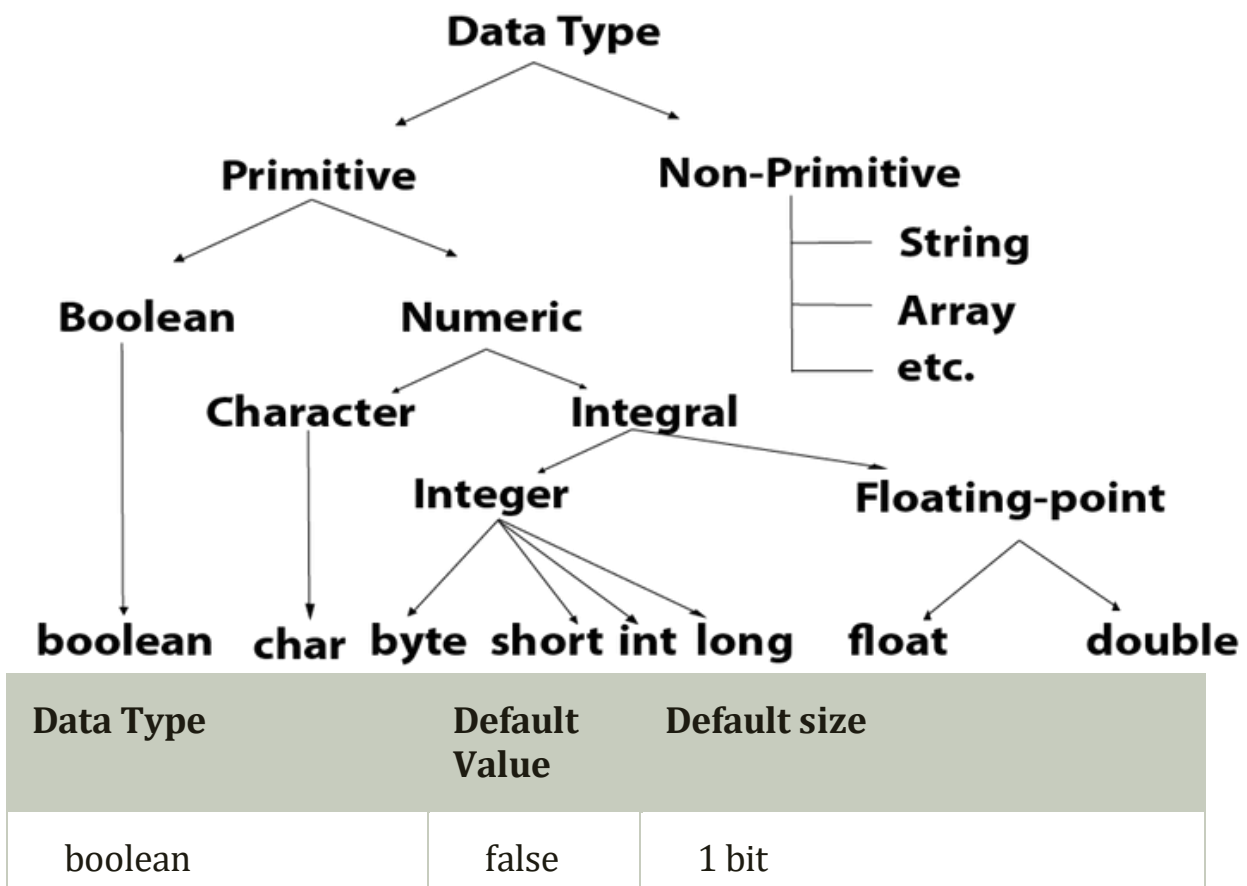 Data Type
Primitive
Non-Primitive
String
Boolean
Numeric
Array
etc.
Character
Integral
Integer
Floating-point
boolean char byte short int long float double
Data Type Default Value Default size
boolean false 1 bit